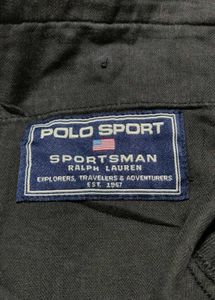 POLO SPORT
SPORTSMAN
RALPH LAUREN
EXPLORERS, TRAVELERS & ADVENTURERS
EST. 1967